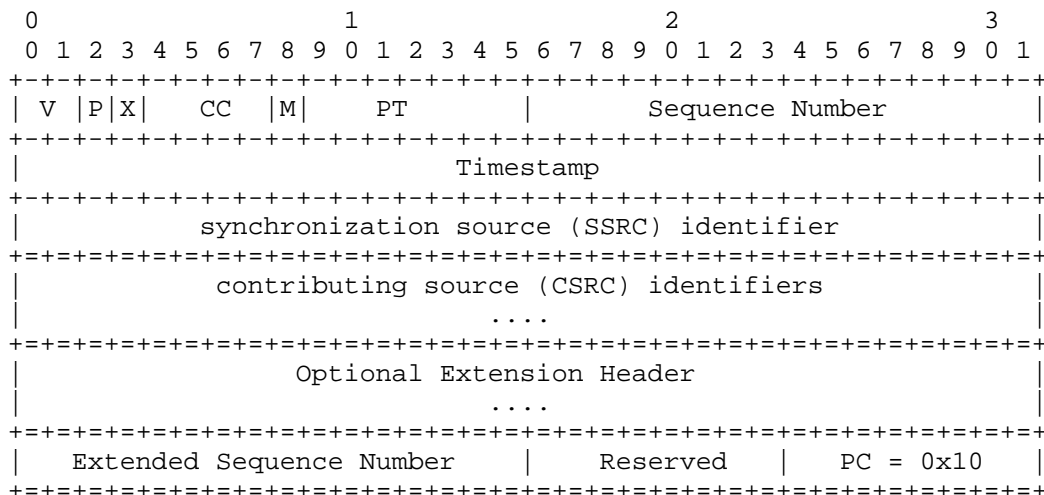 0                   1                   2                   3
 0 1 2 3 4 5 6 7 8 9 0 1 2 3 4 5 6 7 8 9 0 1 2 3 4 5 6 7 8 9 0 1
+-+-+-+-+-+-+-+-+-+-+-+-+-+-+-+-+-+-+-+-+-+-+-+-+-+-+-+-+-+-+-+-+
| V |P|X|  CC   |M|    PT       |       Sequence Number         |
+-+-+-+-+-+-+-+-+-+-+-+-+-+-+-+-+-+-+-+-+-+-+-+-+-+-+-+-+-+-+-+-+
|                           Timestamp                           |
+-+-+-+-+-+-+-+-+-+-+-+-+-+-+-+-+-+-+-+-+-+-+-+-+-+-+-+-+-+-+-+-+
|           synchronization source (SSRC) identifier            |
+=+=+=+=+=+=+=+=+=+=+=+=+=+=+=+=+=+=+=+=+=+=+=+=+=+=+=+=+=+=+=+=+
|            contributing source (CSRC) identifiers             |
|                             ....                              |
+=+=+=+=+=+=+=+=+=+=+=+=+=+=+=+=+=+=+=+=+=+=+=+=+=+=+=+=+=+=+=+=+
|                 Optional Extension Header                     |
|                             ....                              |
+=+=+=+=+=+=+=+=+=+=+=+=+=+=+=+=+=+=+=+=+=+=+=+=+=+=+=+=+=+=+=+=+
|   Extended Sequence Number    |    Reserved   |   PC = 0x10   |
+=+=+=+=+=+=+=+=+=+=+=+=+=+=+=+=+=+=+=+=+=+=+=+=+=+=+=+=+=+=+=+=+